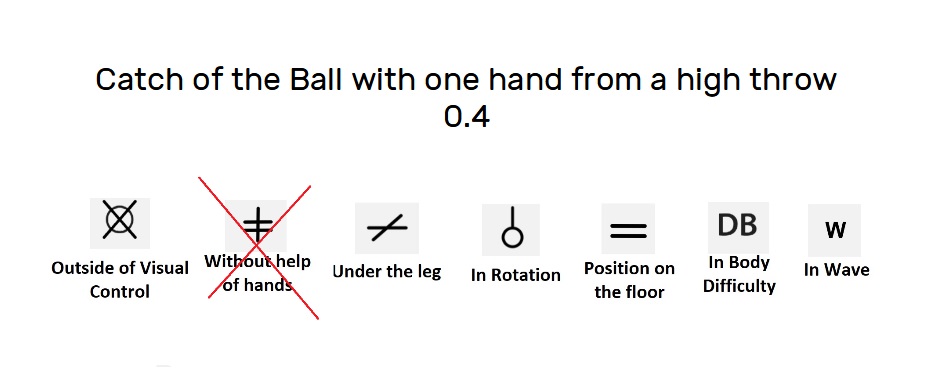 Catch of the Ball with one hand from a high throw
0.4
DB
W
Outside of Visual
Control
Without help
of hands
Under the leg
In Rotation
Position on
the floor
In Body
Difficulty
In Wave